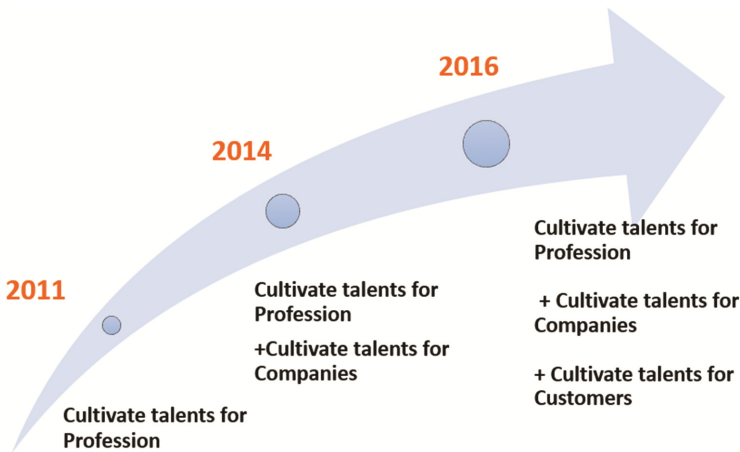 2011
Cultivate talents for
Profession
2014
Cultivate talents for
Profession
+Cultivate talents for
Companies
2016
Cultivate talents for
Profession
+ Cultivate talents for
Companies
+ Cultivate talents for
Customers